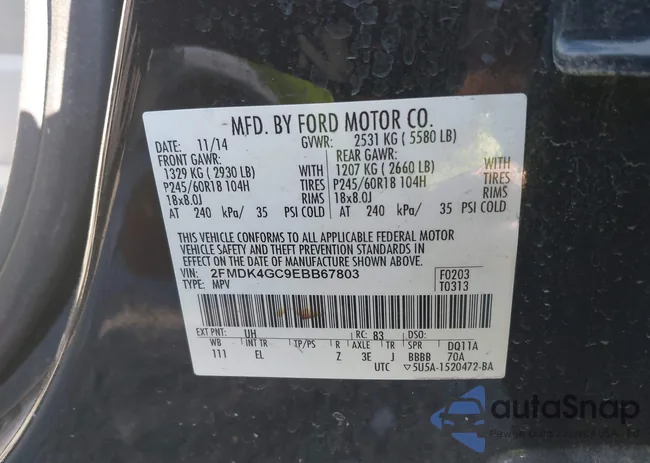 MFD. BY FORD MOTOR CO.
DATE: 11/14 GVWR: 2531 KG ( 5580 LB)
FRONT GAWR: REAR GAWR:
1329 KG ( 2930 LB) WITH 1207 KG ( 2660 LB) WITH
P245/60R18 104H TIRES P245/60R18 104H TIRES
18x8.0J RIMS 18x8.0J RIMS
AT 240 kPa/ 35 PSI COLD AT 240 kPa/ 35 PSI COLD
THIS VEHICLE CONFORMS TO ALL APPLICABLE FEDERAL MOTOR
VEHICLE SAFETY AND THEFT PREVENTION STANDARDS IN
EFFECT ON THE DATE OF MANUFACTURE SHOWN ABOVE.
VIN: 2FMDK4GC9EBB67803 F0203
TYPE: MPV T0313
EXT PNT: UH RC: 83 DSO:
WB INT TR TP/PS R AXLE TR SPR DQ11A
111 EL Z 3E J BBBB 70A
UTC ▽5U5A-1520472-BA
autoSnap